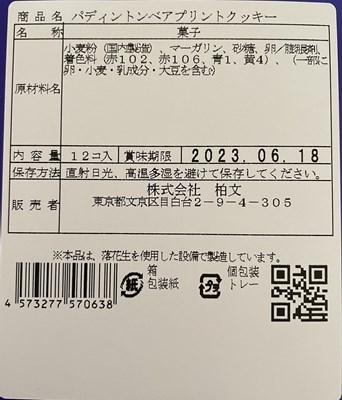 商品名 パディントンベアプリントクッキー
名称 菓子
原材料名 小麦粉（国内製造）、マーガリン、砂糖、卵／膨脹剤、
着色料（赤１０２、赤１０６、青１、黄４）、（一部に
卵・小麦・乳成分・大豆を含む）
内容量 １２コ入 賞味期限 2023.06.18
保存方法 直射日光、高温多湿を避けて保存してください。
販売者 株式会社 柏文
東京都文京区目白台２－９－４－３０５
※本品は、落花生を使用した設備で製造しています。
紙 箱
包装紙
プラ 個包装
トレー
4 573277 570638